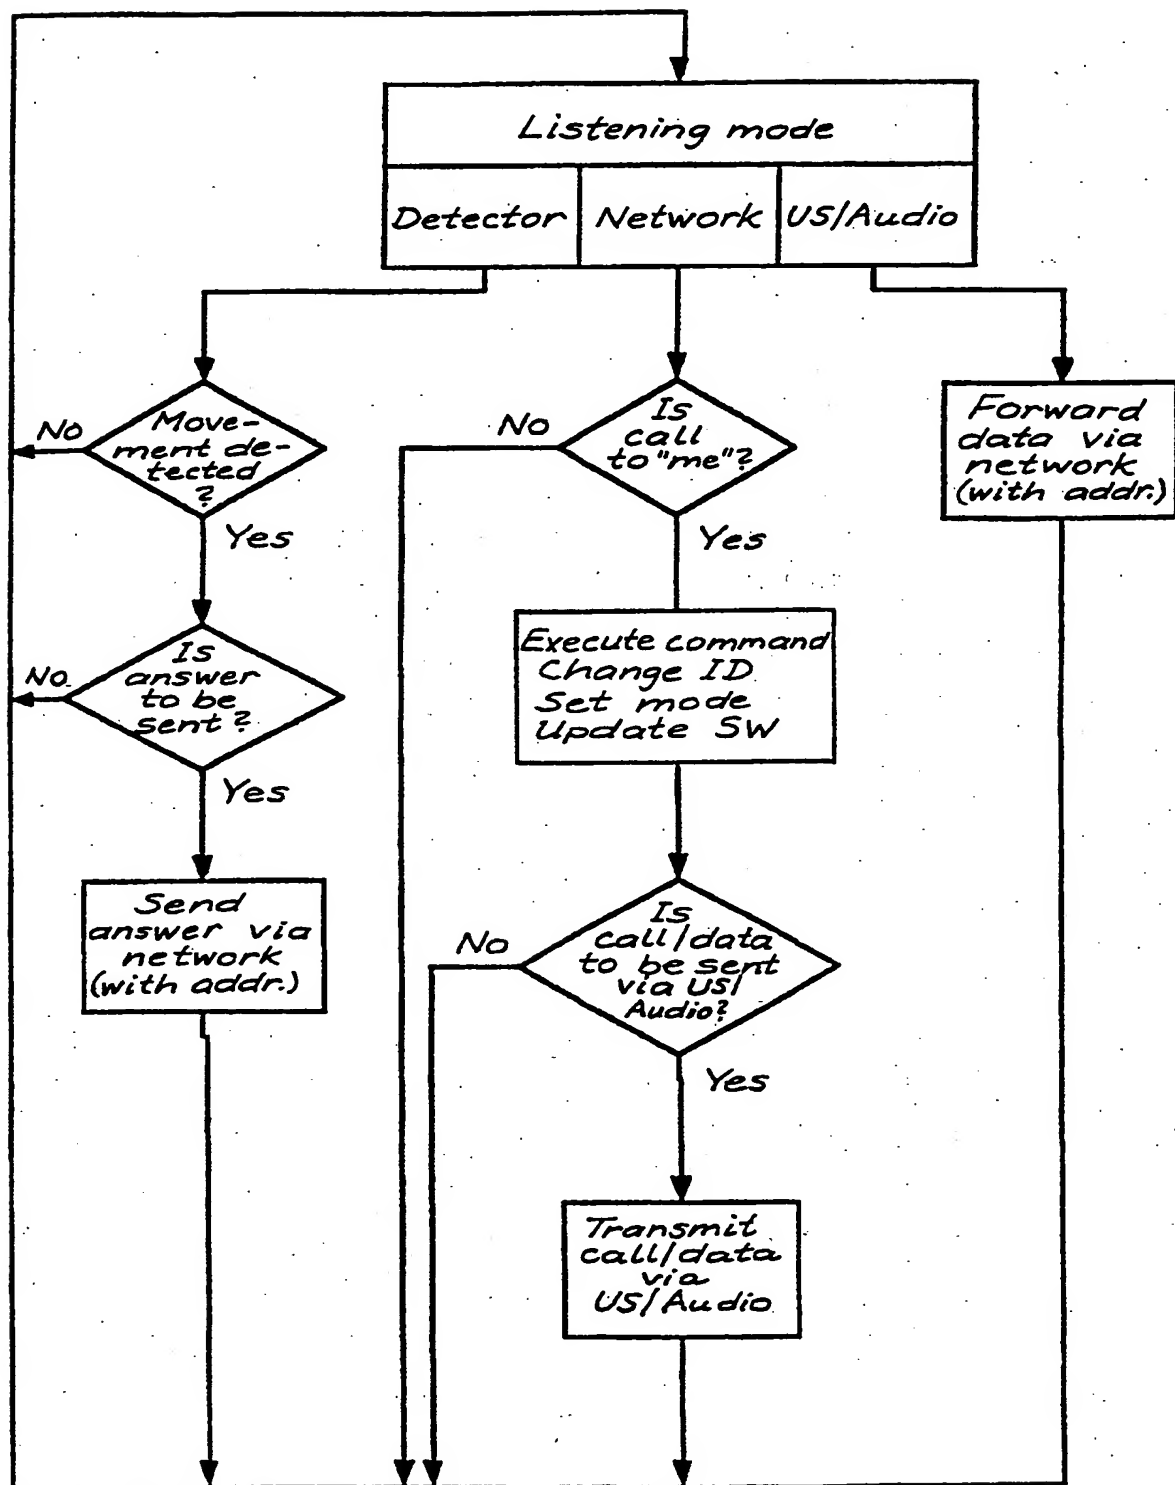 Listening mode
Detector
Network
US/Audio
Move-
ment de-
tected
?
No
Yes
Is
answer
to be
sent?
No
Yes
Send
answer via
network
(with addr.)
Is
call
to "me"?
No
Yes
Execute command
Change ID
Set mode
Update SW
Is
call/data
to be sent
via US/
Audio?
No
Yes
Transmit
call/data
via
US/Audio
Forward
data via
network
(with addr.)